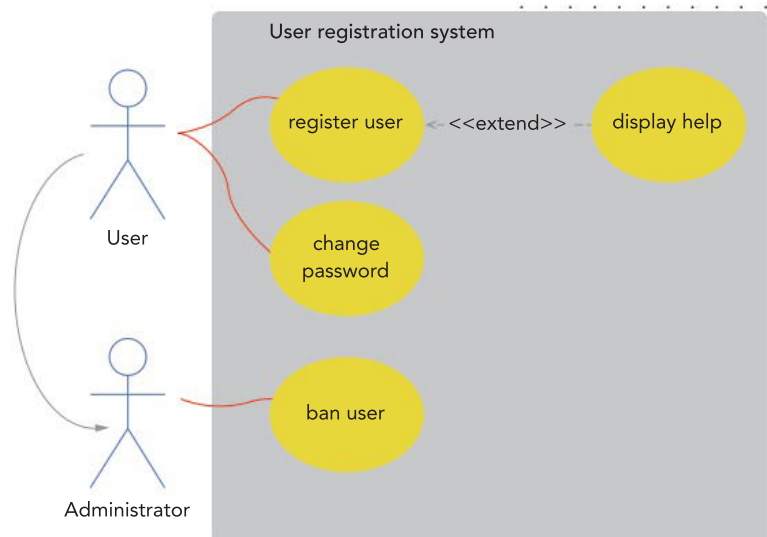 User registration system
register user
<<extend>>
display help
User
change
password
ban user
Administrator